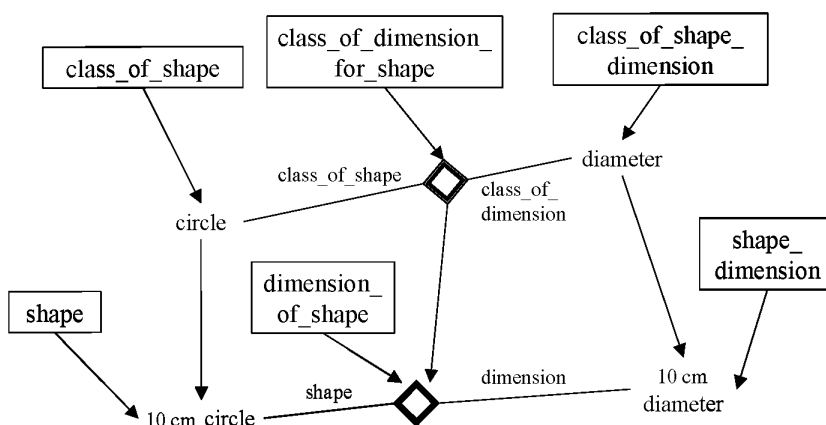 class_of_shape
class_of_dimension_
for_shape
class_of_shape_
dimension
class_of_shape
class_of_
dimension
diameter
circle
shape_
dimension
dimension_
of_shape
shape
shape
dimension
10 cm
diameter
10 cm circle